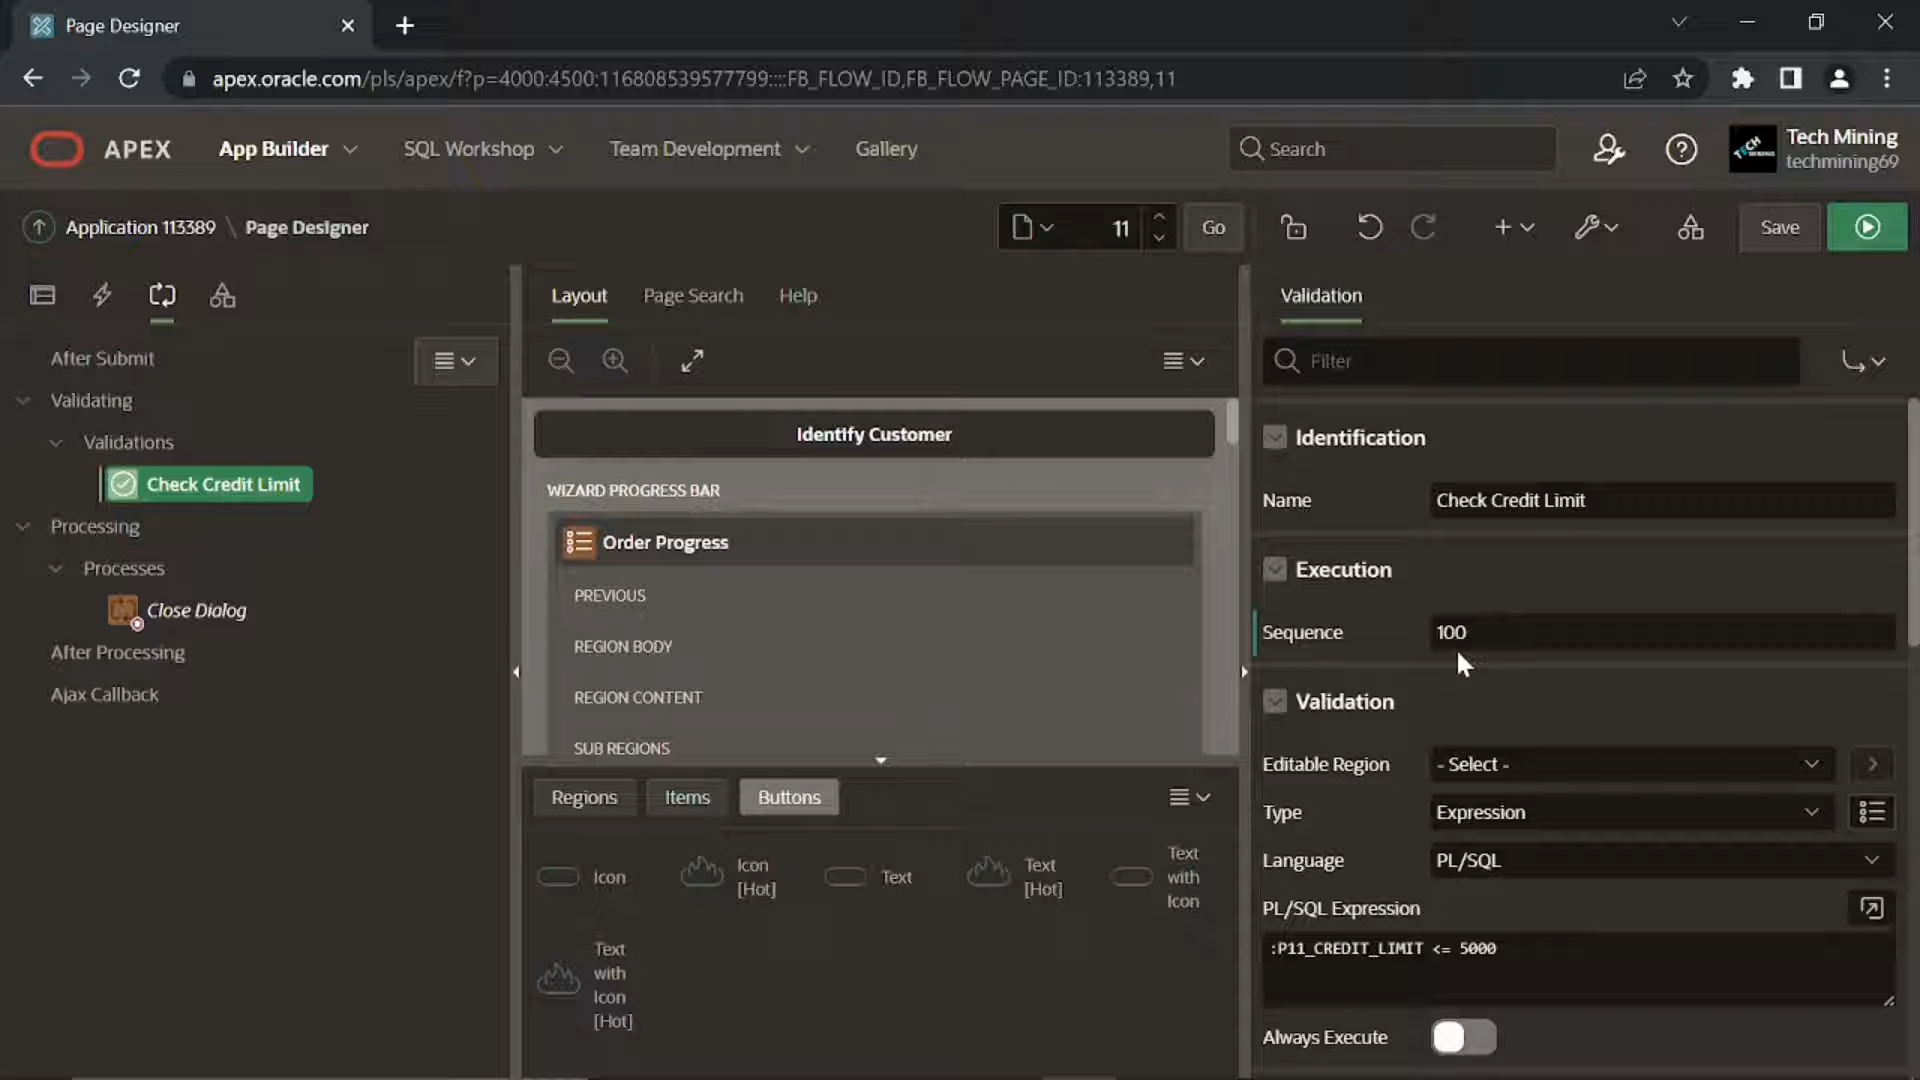 Page Designer
apex.oracle.com/pls/apex/f?p=4000:4500:116808539577799::::FB_FLOW_ID,FB_FLOW_PAGE_ID:113389,11
APEX
App Builder
SQL Workshop
Team Development
Gallery
Search
Tech Mining
techmining69
Application 113389 \ Page Designer
11
Go
Save
After Submit
Validating
Validations
Check Credit Limit
Processing
Processes
Close Dialog
After Processing
Ajax Callback
Layout
Page Search
Help
Identify Customer
WIZARD PROGRESS BAR
Order Progress
PREVIOUS
REGION BODY
REGION CONTENT
SUB REGIONS
Regions
Items
Buttons
Icon
Icon
[Hot]
Text
Text
[Hot]
Text
with
Icon
Text
with
Icon
[Hot]
Validation
Filter
Identification
Name
Check Credit Limit
Execution
Sequence
100
Validation
Editable Region
- Select -
Type
Expression
Language
PL/SQL
PL/SQL Expression
:P11_CREDIT_LIMIT <= 5000
Always Execute